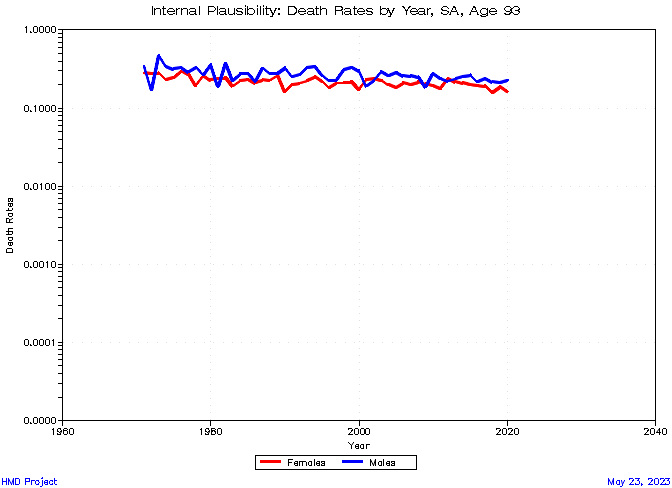 Internal Plausibility: Death Rates by Year, SA, Age 93
1.0000
0.1000
0.0100
0.0010
0.0001
0.0000
Death Rates
1960
1980
2000
2020
2040
Year
Females
Males
HMD Project
May 23, 2023